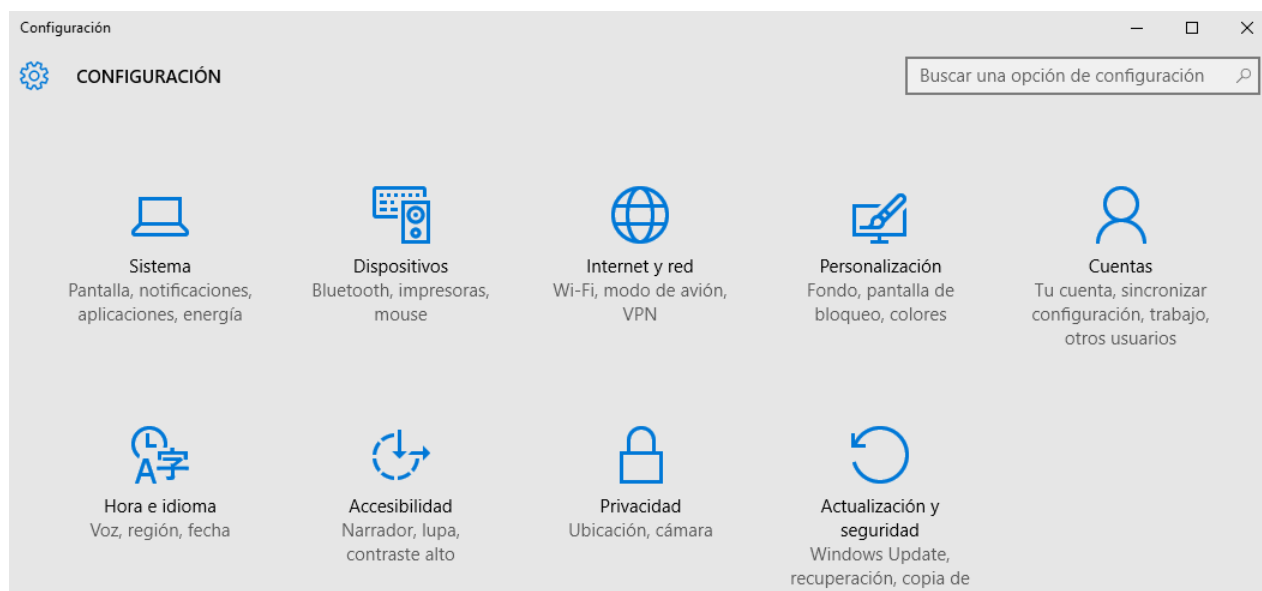 Configuración
CONFIGURACIÓN
Buscar una opción de configuración
Sistema
Pantalla, notificaciones,
aplicaciones, energía
Dispositivos
Bluetooth, impresoras,
mouse
Internet y red
Wi-Fi, modo de avión,
VPN
Personalización
Fondo, pantalla de
bloqueo, colores
Cuentas
Tu cuenta, sincronizar
configuración, trabajo,
otros usuarios
A字
Hora e idioma
Voz, región, fecha
Accesibilidad
Narrador, lupa,
contraste alto
Privacidad
Ubicación, cámara
Actualización y
seguridad
Windows Update,
recuperación, copia de